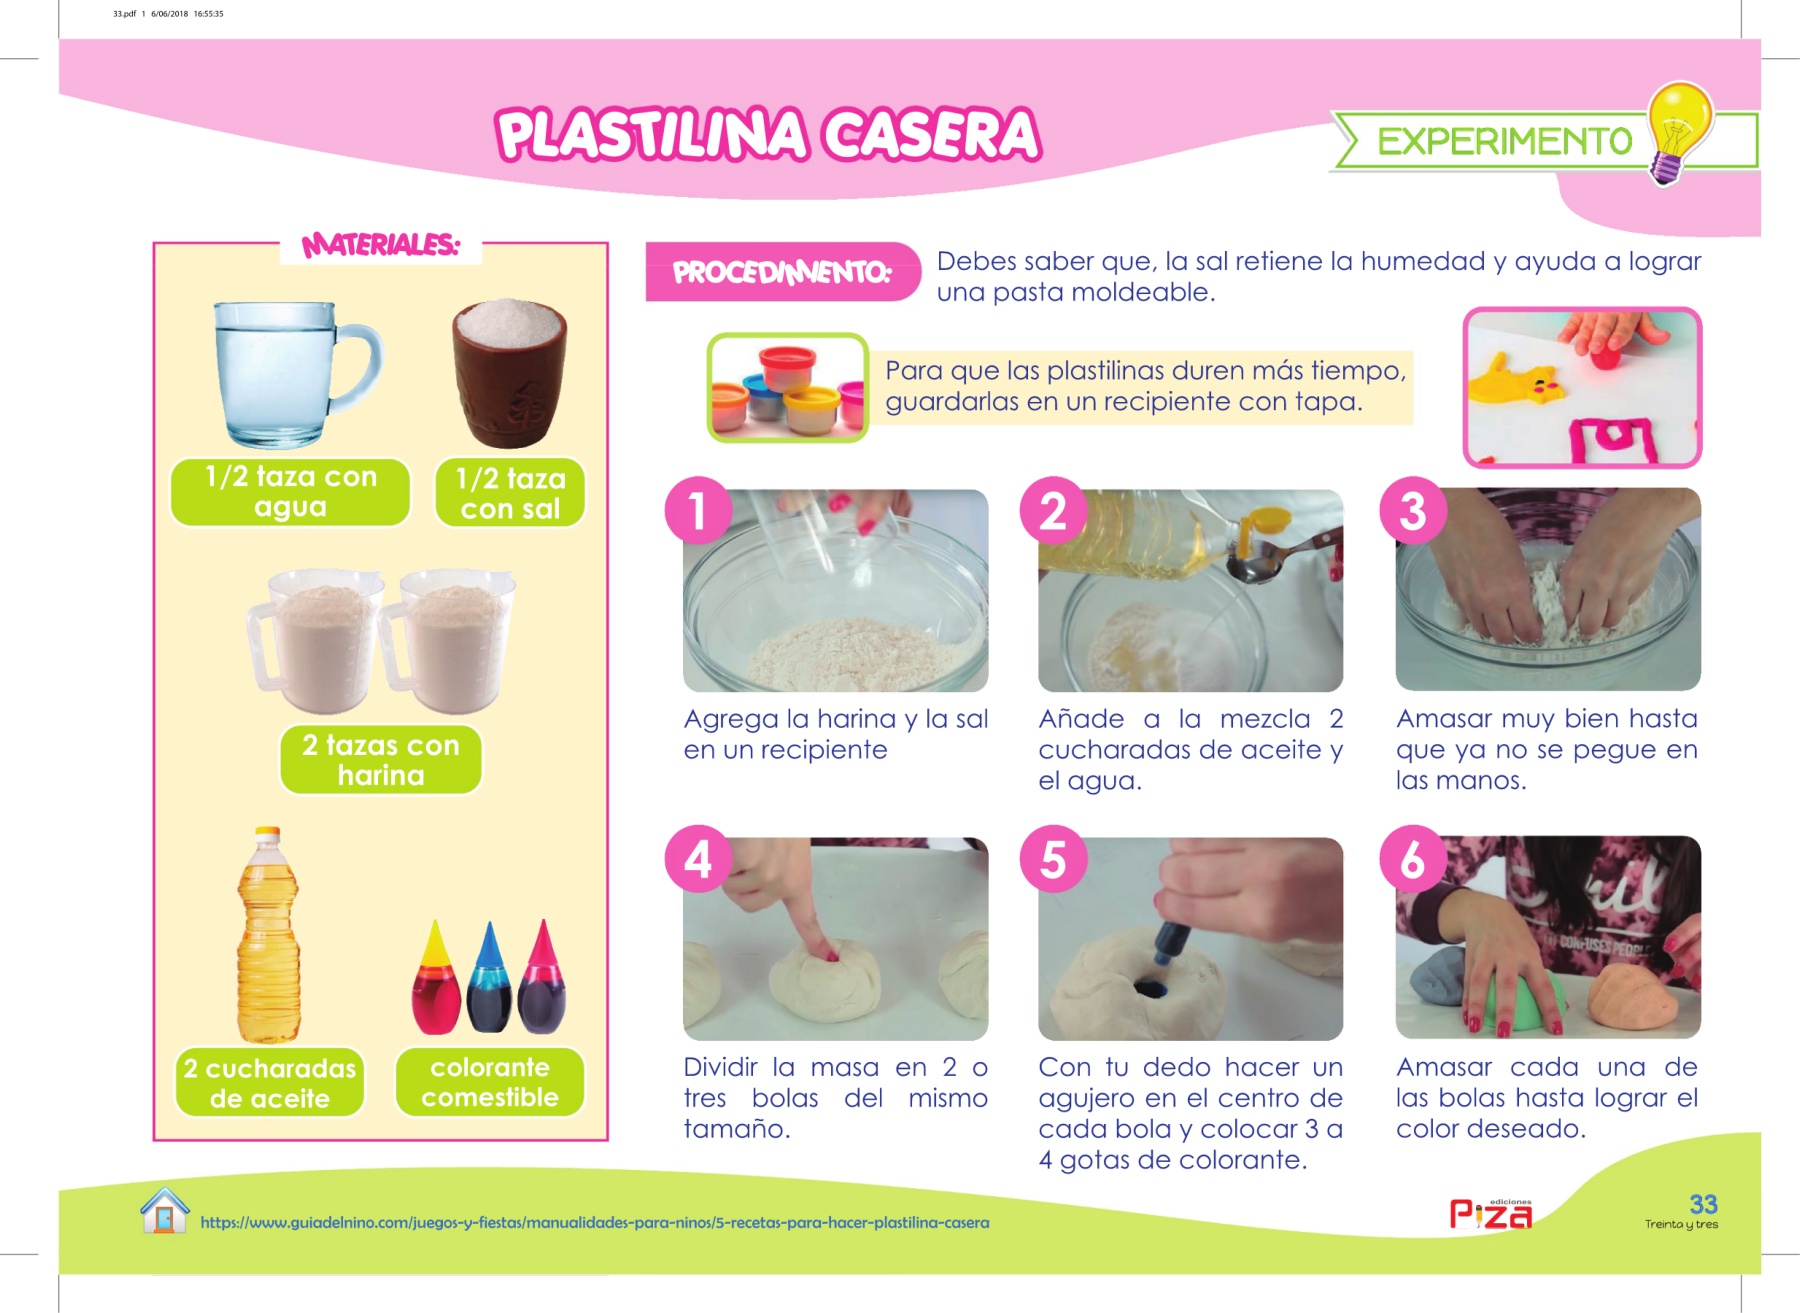 33.pdf 1 6/06/2018 16:55:35
PLASTILINA CASERA
EXPERIMENTO
MATERIALES:
1/2 taza con
agua
1/2 taza
con sal
2 tazas con
harina
2 cucharadas
de aceite
colorante
comestible
PROCEDIMIENTO:
Debes saber que, la sal retiene la humedad y ayuda a lograr
una pasta moldeable.
Para que las plastilinas duren más tiempo,
guardarlas en un recipiente con tapa.
1
Agrega la harina y la sal
en un recipiente
2
Añade a la mezcla 2
cucharadas de aceite y
el agua.
3
Amasar muy bien hasta
que ya no se pegue en
las manos.
4
Dividir la masa en 2 o
tres bolas del mismo
tamaño.
5
Con tu dedo hacer un
agujero en el centro de
cada bola y colocar 3 a
4 gotas de colorante.
6
CONFUSES PEOPLE
Amasar cada una de
las bolas hasta lograr el
color deseado.
https://www.guiadelnino.com/juegos-y-fiestas/manualidades-para-ninos/5-recetas-para-hacer-plastilina-casera
ediciones
Piza
33
Treinta y tres